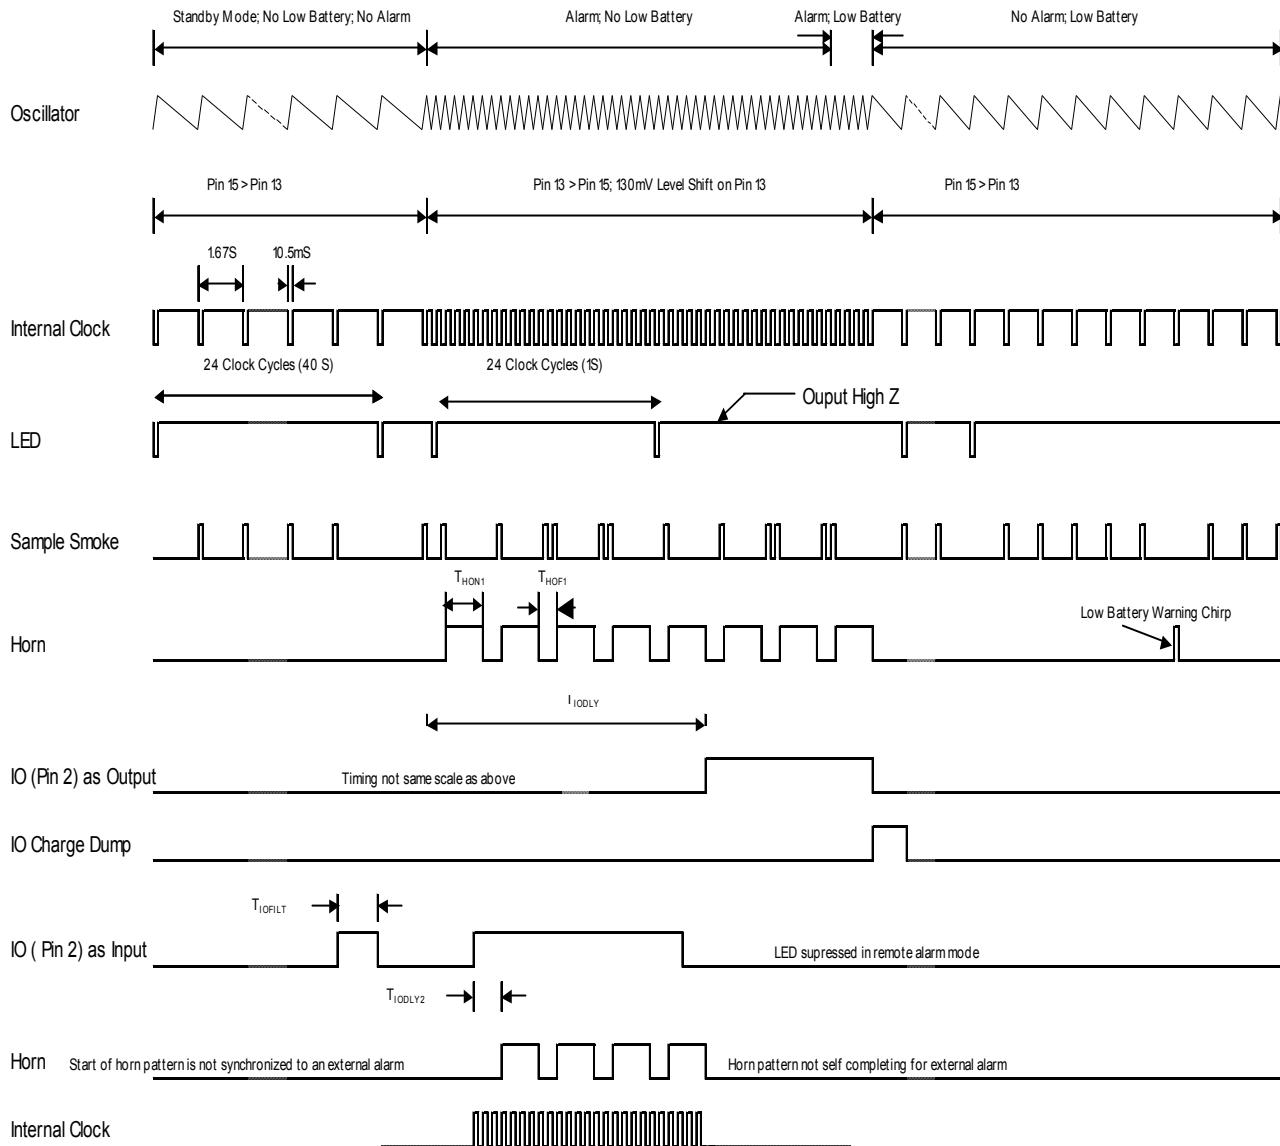 Standby Mode; No Low Battery; No Alarm
Alarm; No Low Battery
Alarm; Low Battery
No Alarm; Low Battery
Oscillator
Pin 15 > Pin 13
Pin 13 > Pin 15; 130mV Level Shift on Pin 13
Pin 15 > Pin 13
1.67S
10.5mS
Internal Clock
24 Clock Cycles (40 S)
24 Clock Cycles (1S)
Ouput High Z
LED
Sample Smoke
THON1
THOF1
Low Battery Warning Chirp
Horn
IIODLY
IO (Pin 2) as Output
Timing not same scale as above
IO Charge Dump
TIOFILT
IO ( Pin 2) as Input
LED supressed in remote alarm mode
TIODLY2
Horn
Start of horn pattern is not synchronized to an external alarm
Horn pattern not self completing for external alarm
Internal Clock